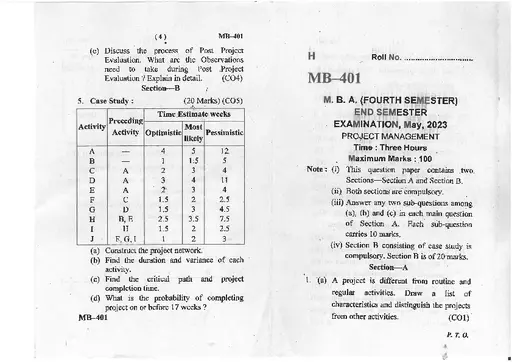 ( 4 ) MB-401
(c) Discuss the process of Post Project
Evaluation. What are the Observations
need to take during Post Project
Evaluation ? Explain in detail. (CO4)
Section—B
5. Case Study : (20 Marks) (CO5)
Activity Preceding Activity Time Estimate weeks
Optimistic Most likely Pessimistic
A — 4 5 12
B — 1 1.5 5
C A 2 3 4
D A 3 4 11
E A 2 3 4
F C 1.5 2 2.5
G D 1.5 3 4.5
H B, E 2.5 3.5 7.5
I H 1.5 2 2.5
J F, G, I 1 2 3
(a) Construct the project network.
(b) Find the duration and variance of each
activity.
(c) Find the critical path and project
completion time.
(d) What is the probability of completing
project on or before 17 weeks ?
MB-401
H Roll No. ..............................
MB-401
M. B. A. (FOURTH SEMESTER)
END SEMESTER
EXAMINATION, May, 2023
PROJECT MANAGEMENT
Time : Three Hours
Maximum Marks : 100
Note : (i) This question paper contains two
Sections—Section A and Section B.
(ii) Both sections are compulsory.
(iii) Answer any two sub-questions among
(a), (b) and (c) in each main question
of Section A. Each sub-question
carries 10 marks.
(iv) Section B consisting of case study is
compulsory. Section B is of 20 marks.
Section—A
1. (a) A project is different from routine and
regular activities. Draw a list of
characteristics and distinguish the projects
from other activities. (CO1)
P. T. O.